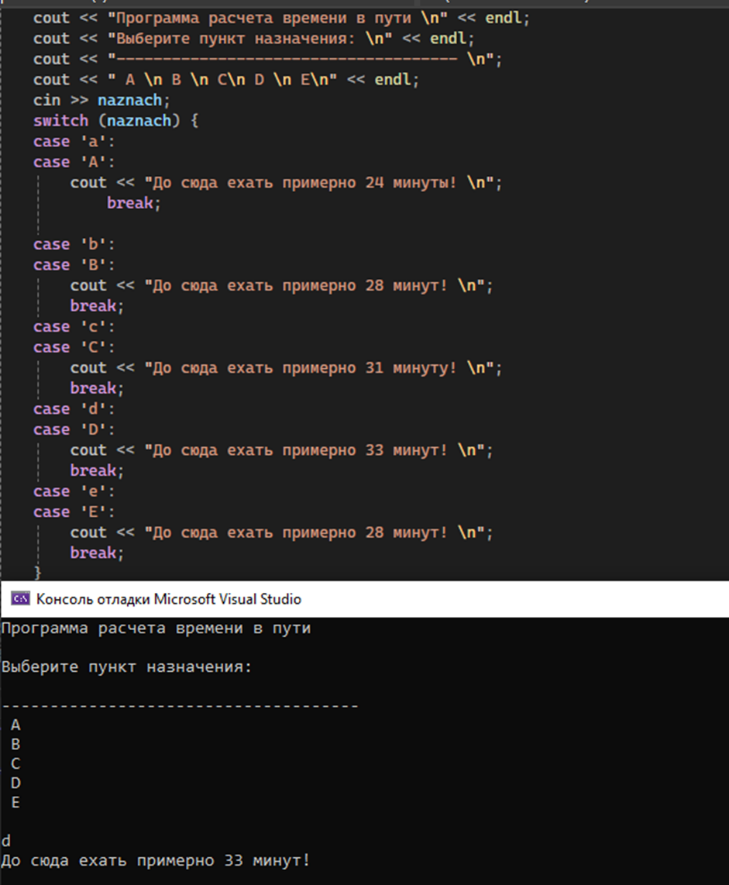 cout << "Программа расчета времени в пути \n" << endl;
cout << "Выберите пункт назначения: \n" << endl;
cout << "------------------------------------- \n";
cout << " A \n B \n C\n D \n E\n" << endl;
cin >> naznach;
switch (naznach) {
case 'a':
case 'A':
cout << "До сюда ехать примерно 24 минуты! \n";
break;
case 'b':
case 'B':
cout << "До сюда ехать примерно 28 минут! \n";
break;
case 'c':
case 'C':
cout << "До сюда ехать примерно 31 минуту! \n";
break;
case 'd':
case 'D':
cout << "До сюда ехать примерно 33 минут! \n";
break;
case 'e':
case 'E':
cout << "До сюда ехать примерно 28 минут! \n";
break;
}
C:\ Консоль отладки Microsoft Visual Studio
Программа расчета времени в пути
Выберите пункт назначения:
-------------------------------------
A
B
C
D
E
d
До сюда ехать примерно 33 минут!